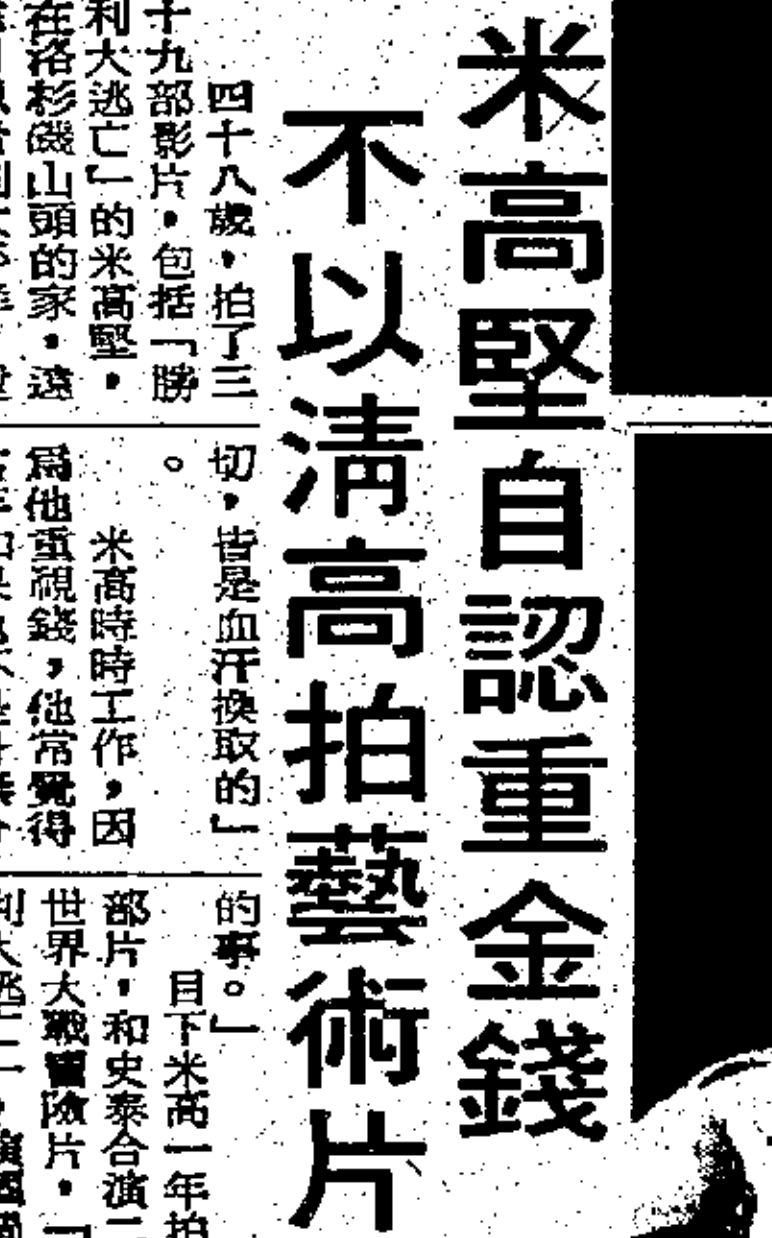 米高堅自認重金錢
不以清高拍藝術片
四十八歲，拍了三
十九部影片，包括「勝
利大逃亡」的米高堅，
在洛杉磯山頭的家，遠
切，皆是血汗換取的」
。
米高時時工作，因
爲他重視錢，他常覺得
的事。」
目下米高一年拍
部片，和史泰合演二
世界大戰冒險片，「
利大逃亡」，演